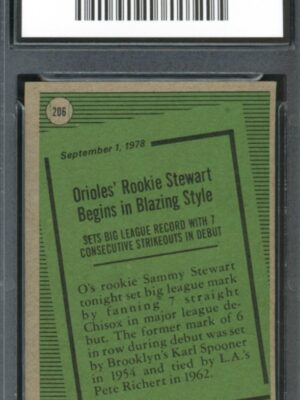 206
September 1, 1978
Orioles' Rookie Stewart
Begins in Blazing Style
SETS BIG LEAGUE RECORD WITH 7
CONSECUTIVE STRIKEOUTS IN DEBUT
O's rookie Sammy Stewart
tonight set big league mark
by fanning 7 straight
Chisox in major league de-
but. The former mark of 6
in row during debut was set
by Brooklyn's Karl Spooner
in 1954 and tied by L.A.'s
Pete Richert in 1962.